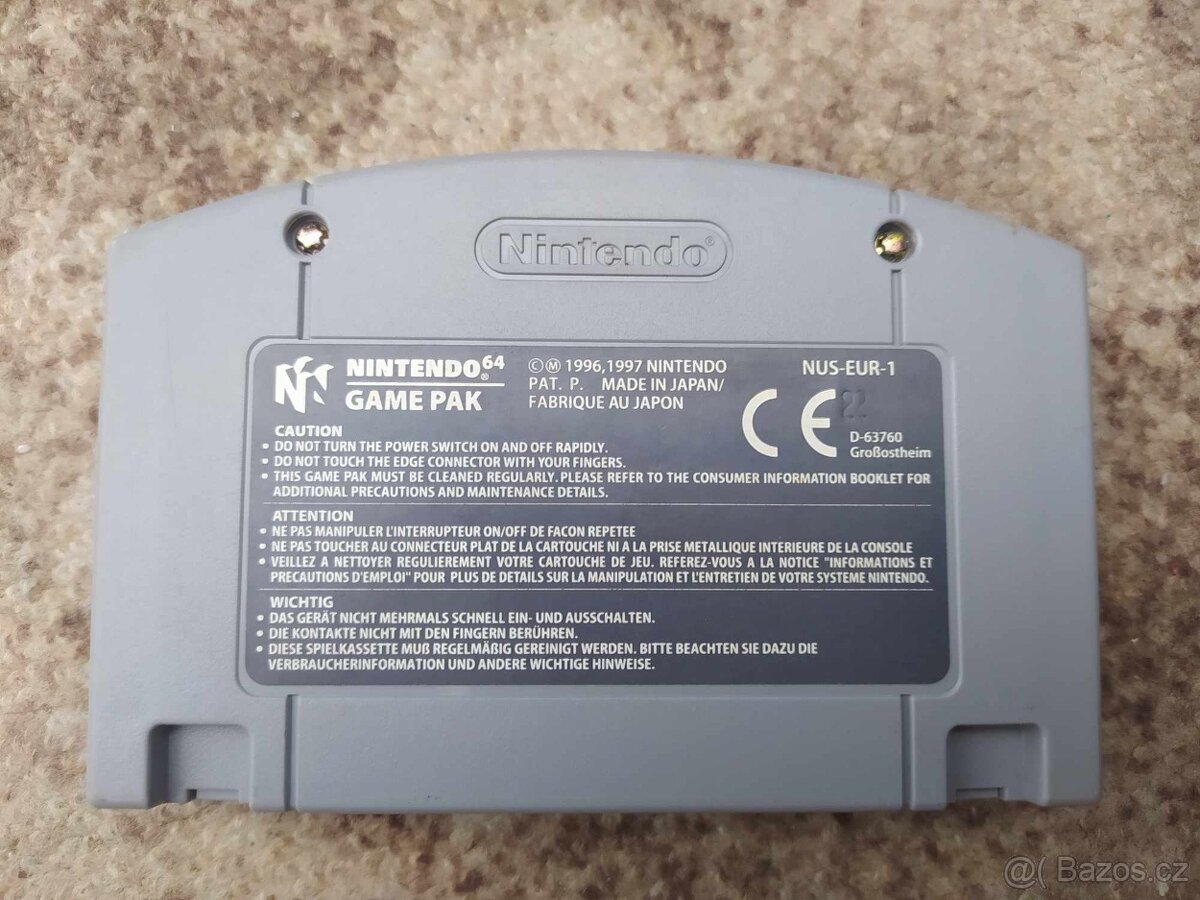 Nintendo®
NINTENDO64®
GAME PAK
ⒸⓂ 1996,1997 NINTENDO
PAT. P. MADE IN JAPAN/
FABRIQUE AU JAPON
NUS-EUR-1
CE
22
D-63760
Großostheim
CAUTION
• DO NOT TURN THE POWER SWITCH ON AND OFF RAPIDLY.
• DO NOT TOUCH THE EDGE CONNECTOR WITH YOUR FINGERS.
• THIS GAME PAK MUST BE CLEANED REGULARLY. PLEASE REFER TO THE CONSUMER INFORMATION BOOKLET FOR
ADDITIONAL PRECAUTIONS AND MAINTENANCE DETAILS.
ATTENTION
• NE PAS MANIPULER L'INTERRUPTEUR ON/OFF DE FACON REPETEE
• NE PAS TOUCHER AU CONNECTEUR PLAT DE LA CARTOUCHE NI A LA PRISE METALLIQUE INTERIEURE DE LA CONSOLE
• VEILLEZ A NETTOYER REGULIEREMENT VOTRE CARTOUCHE DE JEU. REFEREZ-VOUS A LA NOTICE "INFORMATIONS ET
PRECAUTIONS D'EMPLOI" POUR PLUS DE DETAILS SUR LA MANIPULATION ET L'ENTRETIEN DE VOTRE SYSTEME NINTENDO.
WICHTIG
• DAS GERÄT NICHT MEHRMALS SCHNELL EIN- UND AUSSCHALTEN.
• DIE KONTAKTE NICHT MIT DEN FINGERN BERÜHREN.
• DIESE SPIELKASSETTE MUß REGELMÄßIG GEREINIGT WERDEN. BITTE BEACHTEN SIE DAZU DIE
VERBRAUCHERINFORMATION UND ANDERE WICHTIGE HINWEISE.
@( Bazos.cz